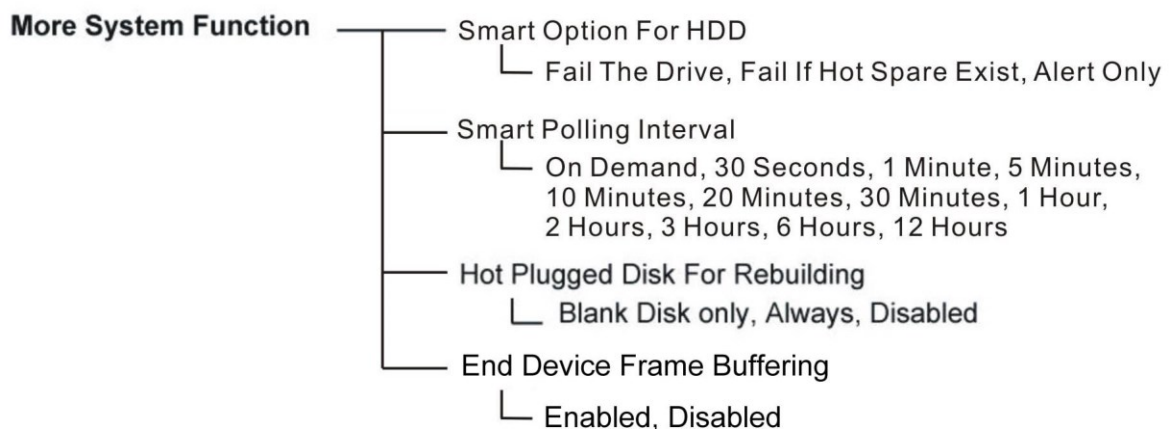 More System Function
Smart Option For HDD
Fail The Drive, Fail If Hot Spare Exist, Alert Only
Smart Polling Interval
On Demand, 30 Seconds, 1 Minute, 5 Minutes,
10 Minutes, 20 Minutes, 30 Minutes, 1 Hour,
2 Hours, 3 Hours, 6 Hours, 12 Hours
Hot Plugged Disk For Rebuilding
Blank Disk only, Always, Disabled
End Device Frame Buffering
Enabled, Disabled